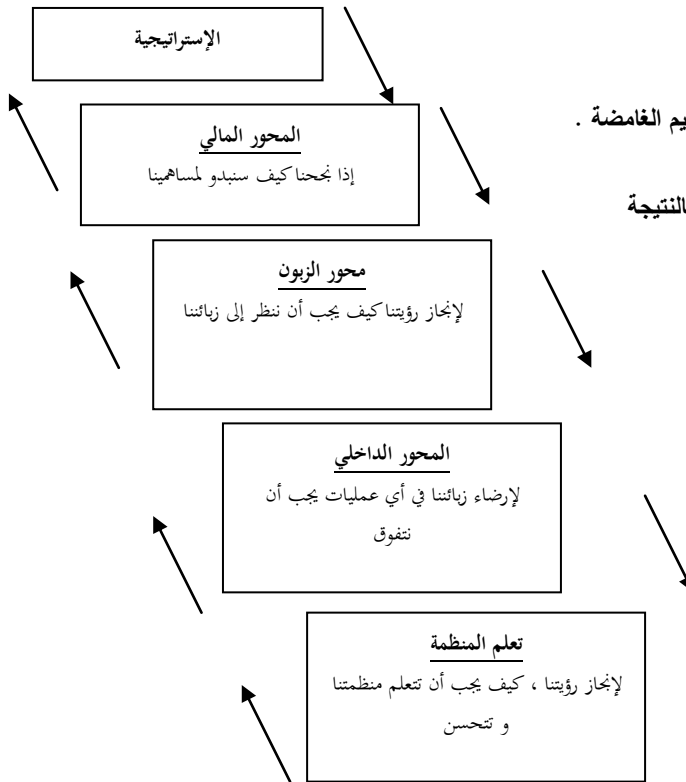 الإستراتيجية
يم الغامضة .
المحور المالي
إذا نجحنا كيف سنبدو لمساهمينا
بالنتيجة
محور الزبون
لإنجاز رؤيتنا كيف يجب أن ننظر إلى زبائننا
المحور الداخلي
لإرضاء زبائننا في أي عمليات يجب أن
نتفوق
تعلم المنظمة
لإنجاز رؤيتنا ، كيف يجب أن تتعلم منظمتنا
و تتحسن